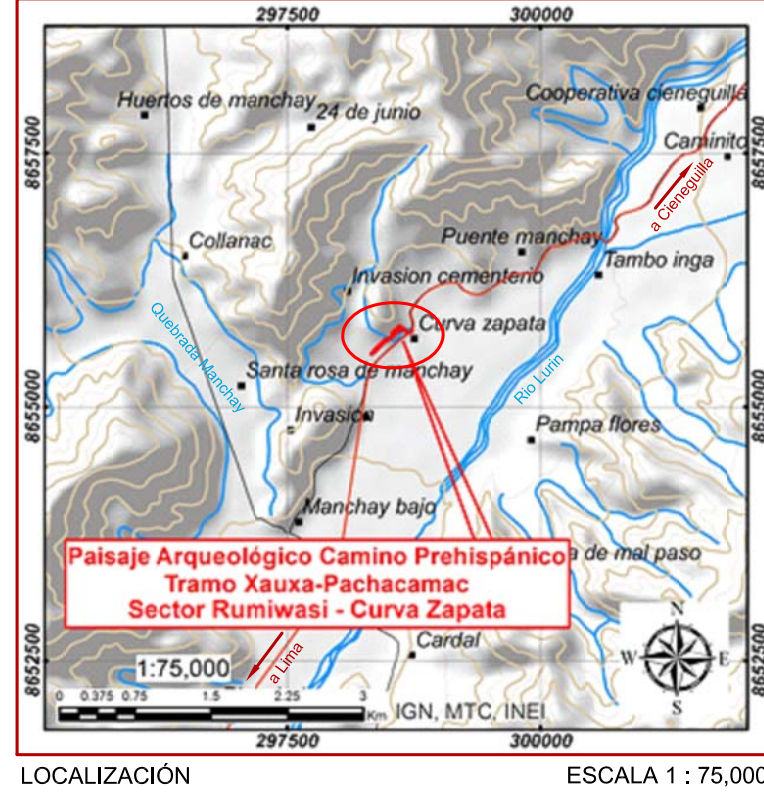 297500 300000
Huertos de manchay
24 de junio
Cooperativa cieneguilla
8657500 8657500
Caminito
a Cieneguilla
Collanac
Puente manchay
Tambo inga
Invasion cementerio
Quebrada Manchay
Curva zapata
Santa rosa de manchay
Rio Lurin
8655000 8655000
Invasion
Pampa flores
Manchay bajo
Paisaje Arqueológico Camino Prehispánico
Tramo Xauxa-Pachacamac
Sector Rumiwasi - Curva Zapata
a de mal paso
N
W E
S
Cardal
8652500 8652500
a Lima
1:75,000
0 0.375 0.75 1.5 2.25 3
Km
IGN, MTC, INEI
297500 300000
LOCALIZACIÓN ESCALA 1 : 75,000